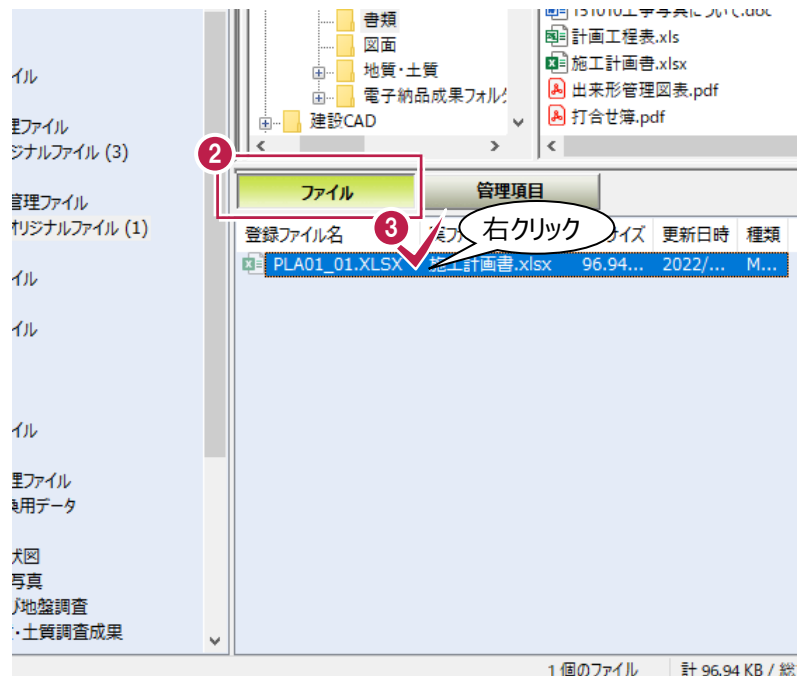 イル
理ファイル
ジナルファイル (3)
管理ファイル
オリジナルファイル (1)
イル
イル
イル
理ファイル
換用データ
状図
写真
び地盤調査
・土質調査成果
書類
図面
地質・土質
電子納品成果フォルダ
建設CAD
計画工程表.xls
施工計画書.xlsx
出来形管理図表.pdf
打合せ簿.pdf
2
ファイル
管理項目
3
右クリック
登録ファイル名
サイズ 更新日時 種類
PLA01_01.XLSX 施工計画書.xlsx 96.94... 2022/... M...
1 個のファイル
計 96.94 KB / 総